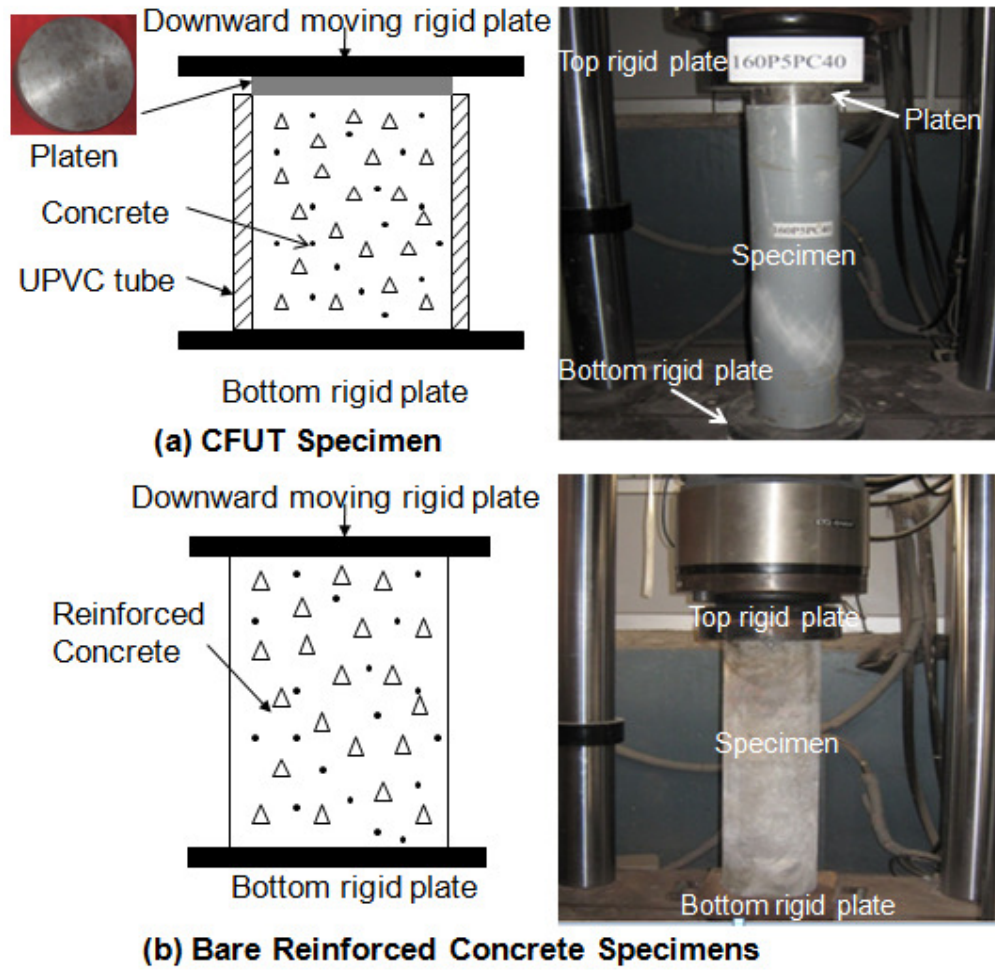 Downward moving rigid plate
Platen
Concrete
UPVC tube
Bottom rigid plate
(a) CFUT Specimen
Top rigid plate
160P5PC40
Platen
160P5PC40
Specimen
Bottom rigid plate
Downward moving rigid plate
Reinforced
Concrete
Bottom rigid plate
Top rigid plate
Specimen
Bottom rigid plate
(b) Bare Reinforced Concrete Specimens